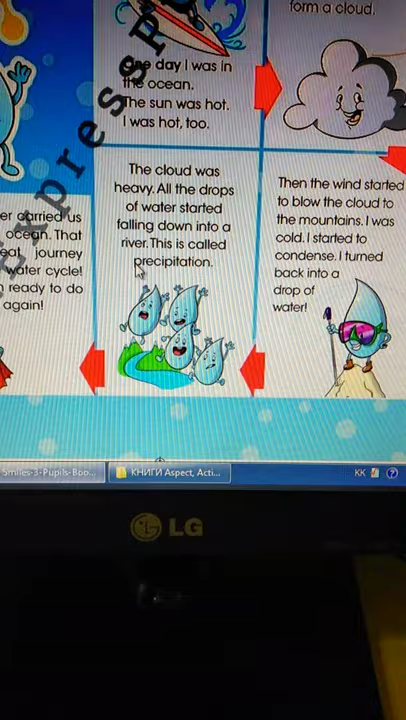 form a cloud.
One day I was in
the ocean.
The sun was hot.
I was hot, too.
The cloud was
heavy. All the drops
of water started
falling down into a
river. This is called
precipitation.
Then the wind started
to blow the cloud to
the mountains. I was
cold. I started to
condense. I turned
back into a
drop of
water!
er carried us
ocean. That
eat journey
water cycle!
ready to do
again!
Express P
Smiles-3-Pupils-Boo...
КНИГИ Aspect, Acti...
KK
LG